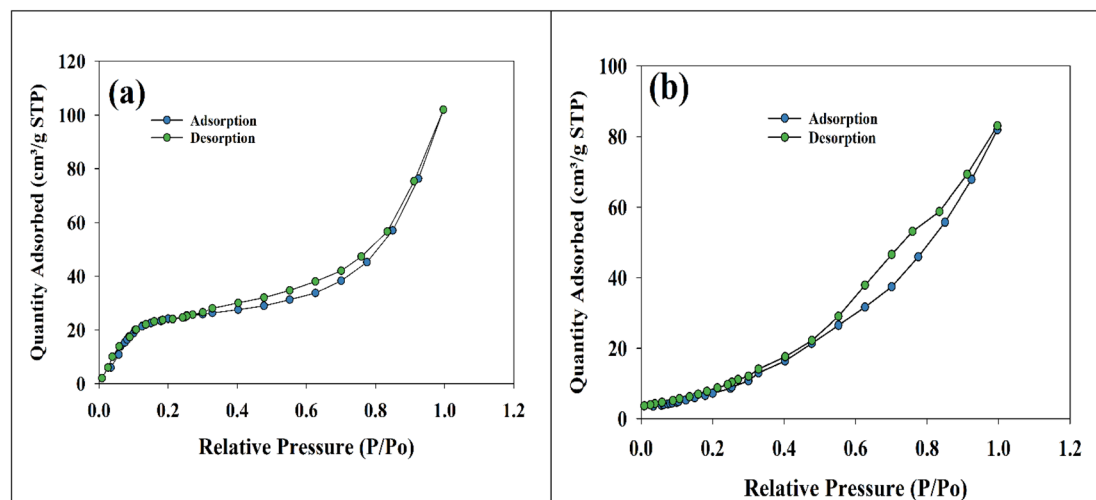 (a)
Adsorption
Desorption
Quantity Adsorbed (cm³/g STP)
120
100
80
60
40
20
0
0.0 0.2 0.4 0.6 0.8 1.0 1.2
Relative Pressure (P/Po)
(b)
Adsorption
Desorption
Quantity Adsorbed (cm³/g STP)
100
80
60
40
20
0
0.0 0.2 0.4 0.6 0.8 1.0 1.2
Relative Pressure (P/Po)